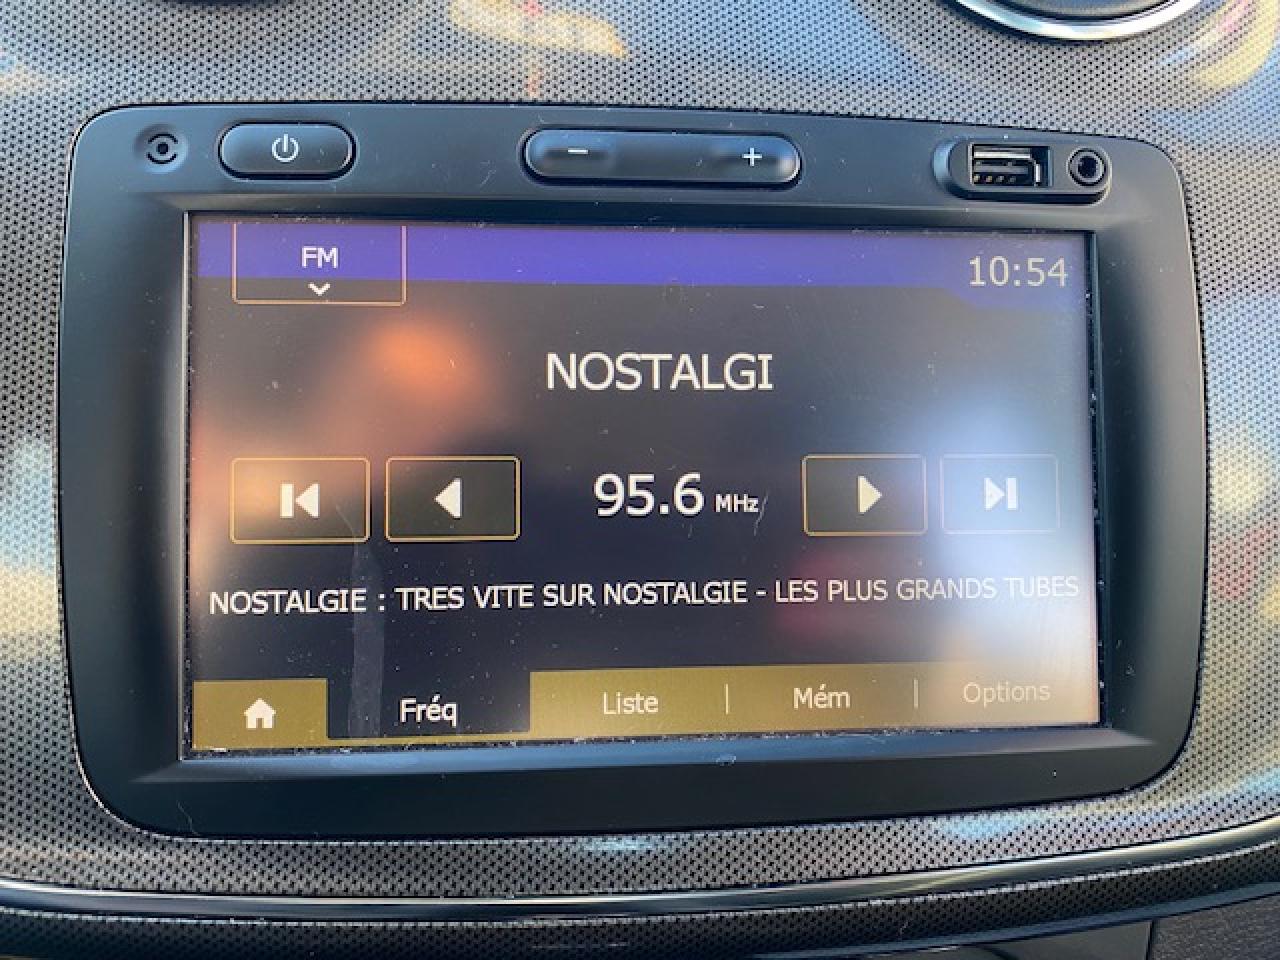 FM
10:54
NOSTALGI
95.6 MHz
NOSTALGIE : TRES VITE SUR NOSTALGIE - LES PLUS GRANDS TUBES
Fréq Liste Mém Options